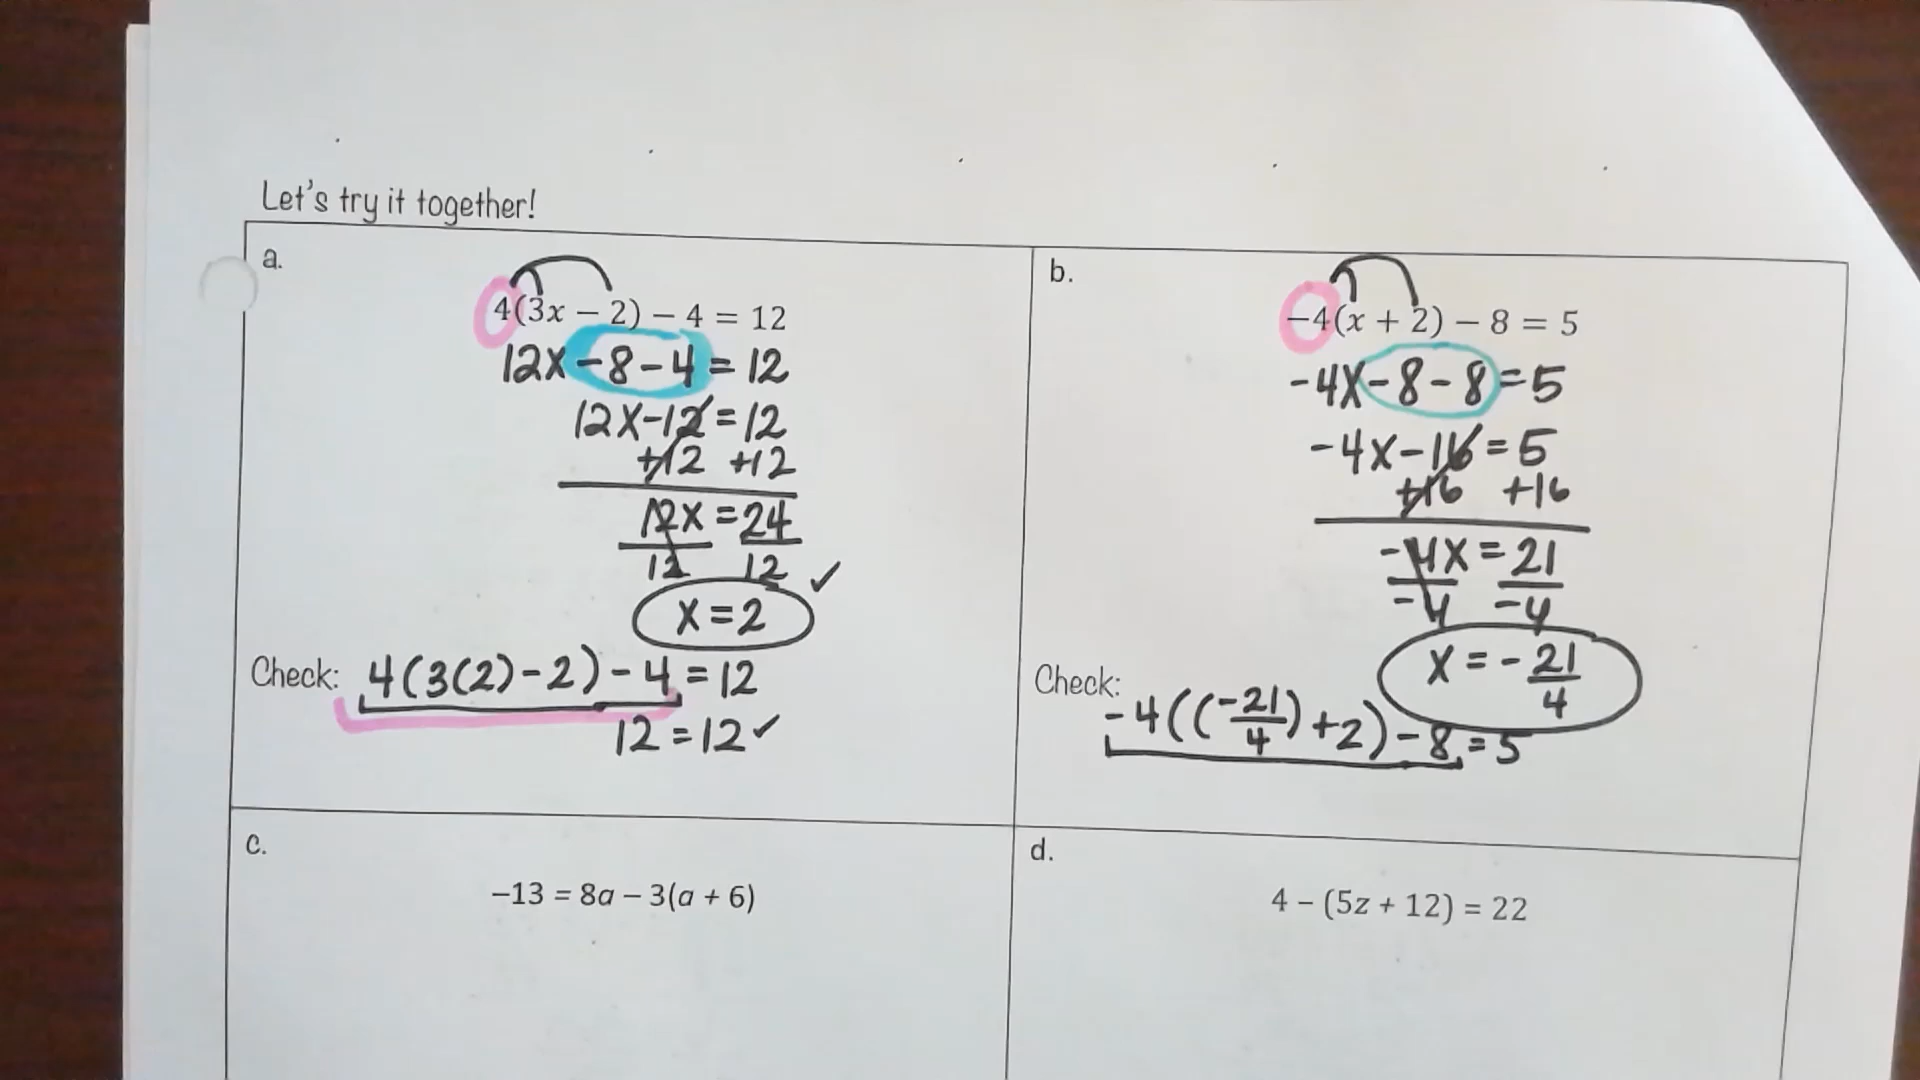 Let's try it together!
a.
4(3x − 2) − 4 = 12
12x -8-4 = 12
12x-12 = 12
+12 +12
12x = 24
12 12 ✓
x = 2
Check: 4(3(2)-2)-4 = 12
12 = 12 ✓
b.
−4(x + 2) − 8 = 5
-4x -8-8 = 5
-4x-16 = 5
+16 +16
-4x = 21
-4 -4
x = - 21/4
Check:
-4((-21/4)+2)-8 = 5
c.
−13 = 8a − 3(a + 6)
d.
4 − (5z + 12) = 22